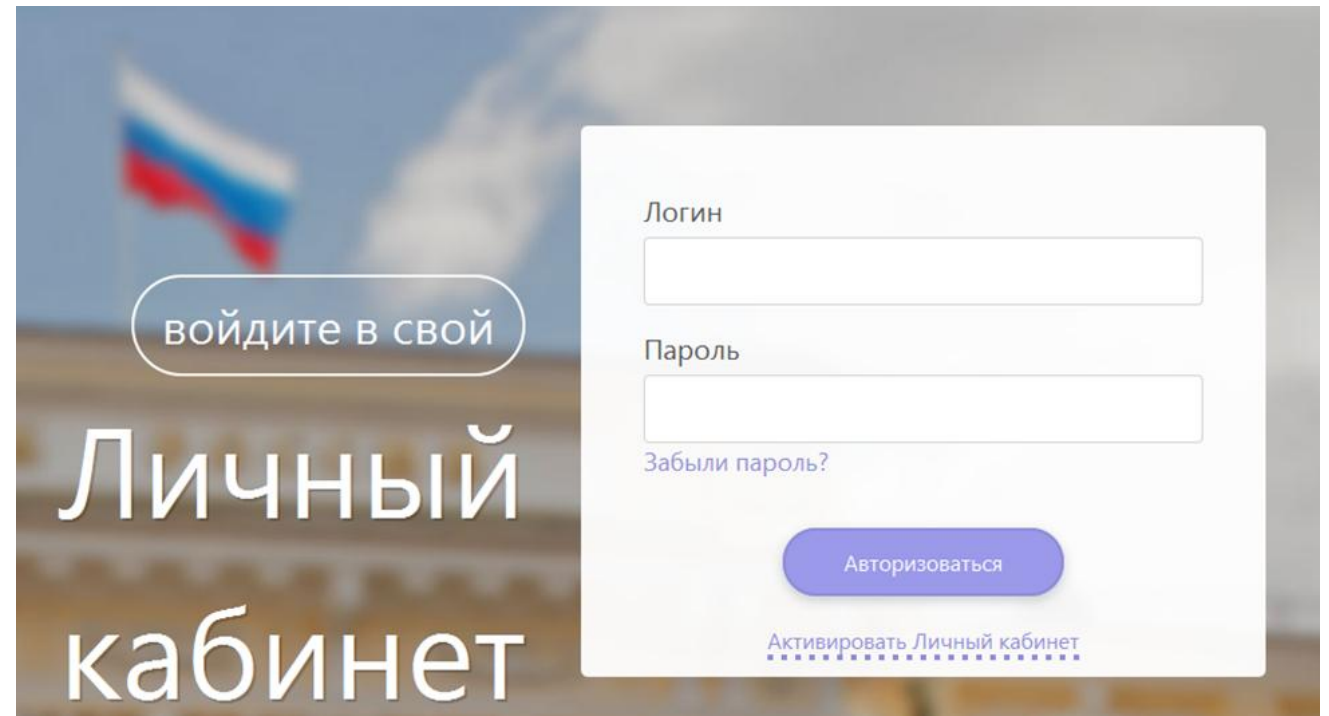 войдите в свой
Личный
кабинет
Логин
Пароль
Забыли пароль?
Авторизоваться
Активировать Личный кабинет